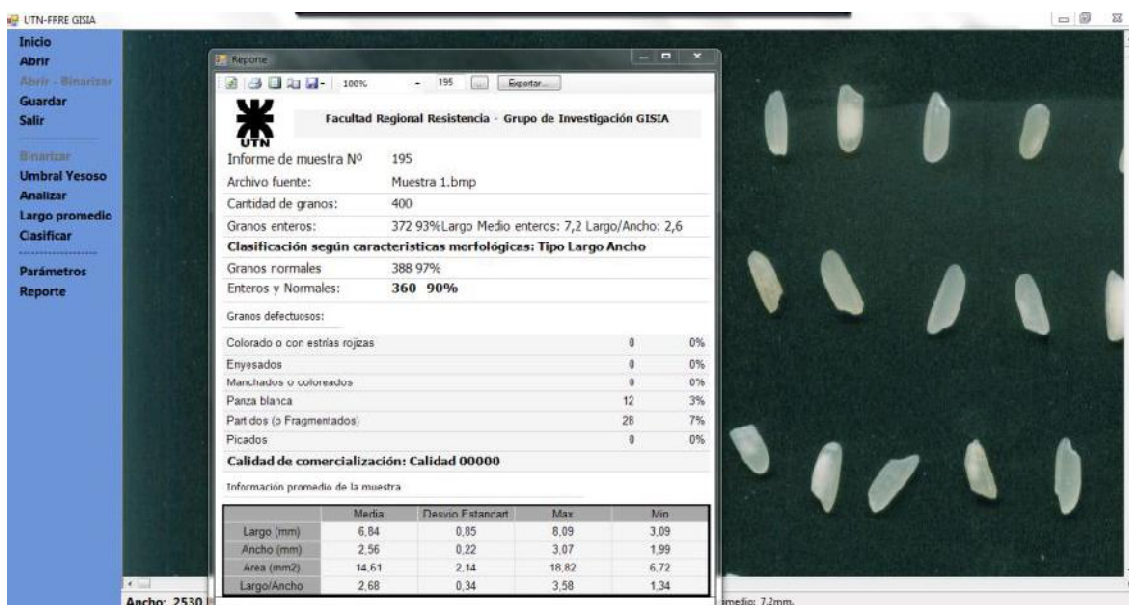 UTN-FRRE GISIA
Inicio
Abrir
Abrir - Binarizar
Guardar
Salir
Binarizar
Umbral Yesoso
Analizar
Largo promedio
Clasificar
Parámetros
Reporte
Reporte
100%
195
...
Exportar...
UTN
Facultad Regional Resistencia - Grupo de Investigación GISIA
Informe de muestra Nº 195
Archivo fuente: Muestra 1.bmp
Cantidad de granos: 400
Granos enteros: 372 93%Largo Medio enteros: 7,2 Largo/Ancho: 2,6
Clasificación según características morfológicas: Tipo Largo Ancho
Granos normales 388 97%
Enteros y Normales: 360 90%
Granos defectuosos:
Colorado o con estrías rojizas 0 0%
Enyesados 0 0%
Manchados o coloreados 0 0%
Panza blanca 12 3%
Partidos (o Fragmentados) 28 7%
Picados 0 0%
Calidad de comercialización: Calidad 00000
Información promedio de la muestra
Media Desvio Estancart Max Min
Largo (mm) 6,84 0,85 8,09 3,09
Ancho (mm) 2,56 0,22 3,07 1,99
Area (mm2) 14,61 2,14 18,82 6,72
Largo/Ancho 2,68 0,34 3,58 1,34
Ancho: 2530
medio: 7.2mm.